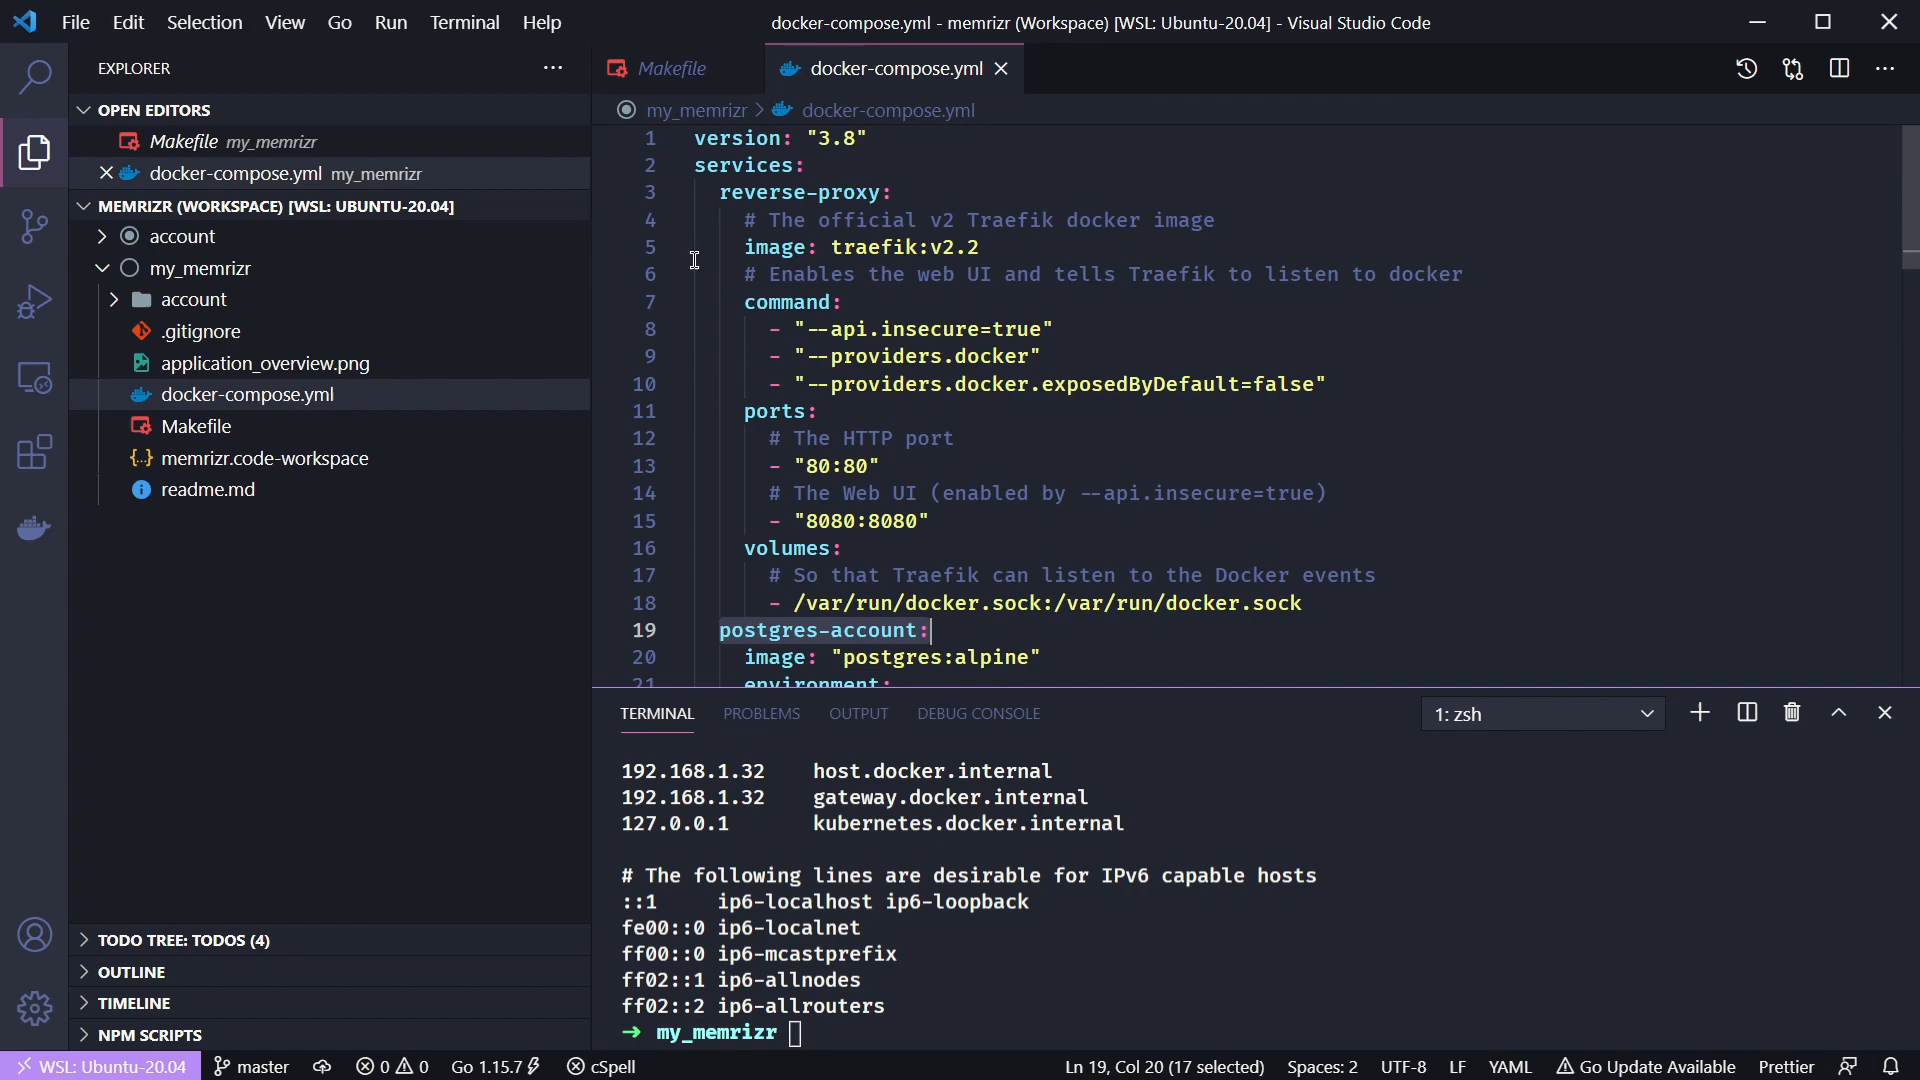 File Edit Selection View Go Run Terminal Help
docker-compose.yml - memrizr (Workspace) [WSL: Ubuntu-20.04] - Visual Studio Code
EXPLORER
OPEN EDITORS
Makefile my_memrizr
docker-compose.yml my_memrizr
MEMRIZR (WORKSPACE) [WSL: UBUNTU-20.04]
account
my_memrizr
account
.gitignore
application_overview.png
docker-compose.yml
Makefile
memrizr.code-workspace
readme.md
TODO TREE: TODOS (4)
OUTLINE
TIMELINE
NPM SCRIPTS
Makefile
docker-compose.yml
my_memrizr > docker-compose.yml
1 version: "3.8"
2 services:
3 reverse-proxy:
4 # The official v2 Traefik docker image
5 image: traefik:v2.2
6 # Enables the web UI and tells Traefik to listen to docker
7 command:
8 - "--api.insecure=true"
9 - "--providers.docker"
10 - "--providers.docker.exposedByDefault=false"
11 ports:
12 # The HTTP port
13 - "80:80"
14 # The Web UI (enabled by --api.insecure=true)
15 - "8080:8080"
16 volumes:
17 # So that Traefik can listen to the Docker events
18 - /var/run/docker.sock:/var/run/docker.sock
19 postgres-account:
20 image: "postgres:alpine"
21 environment:
TERMINAL PROBLEMS OUTPUT DEBUG CONSOLE
1: zsh
192.168.1.32 host.docker.internal
192.168.1.32 gateway.docker.internal
127.0.0.1 kubernetes.docker.internal
# The following lines are desirable for IPv6 capable hosts
::1 ip6-localhost ip6-loopback
fe00::0 ip6-localnet
ff00::0 ip6-mcastprefix
ff02::1 ip6-allnodes
ff02::2 ip6-allrouters
→ my_memrizr
WSL: Ubuntu-20.04 master 0 0 Go 1.15.7 cSpell
Ln 19, Col 20 (17 selected) Spaces: 2 UTF-8 LF YAML Go Update Available Prettier